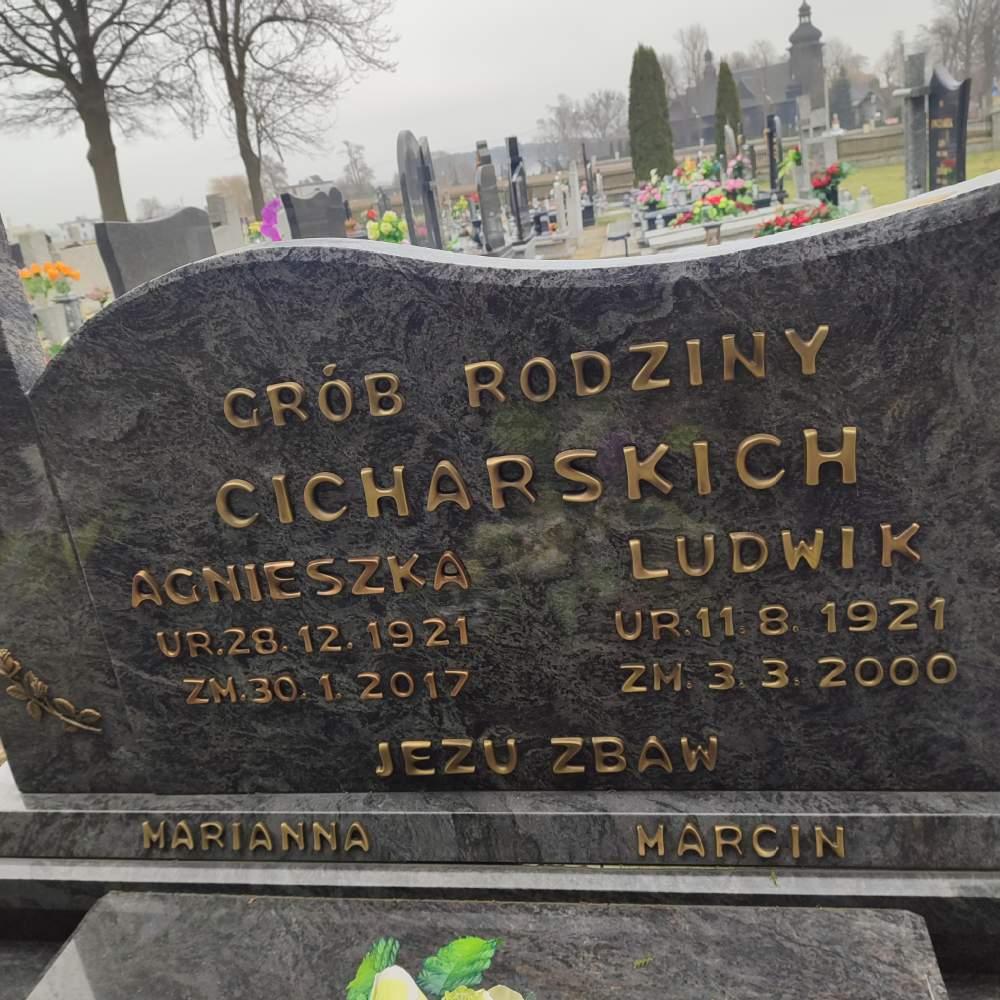 GRÓB RODZINY
CICHARSKICH
AGNIESZKA
UR.28.12.1921
ZM.30.1.2017
LUDWIK
UR.11.8.1921
ZM.3.3.2000
JEZU ZBAW
MARIANNA MARCIN